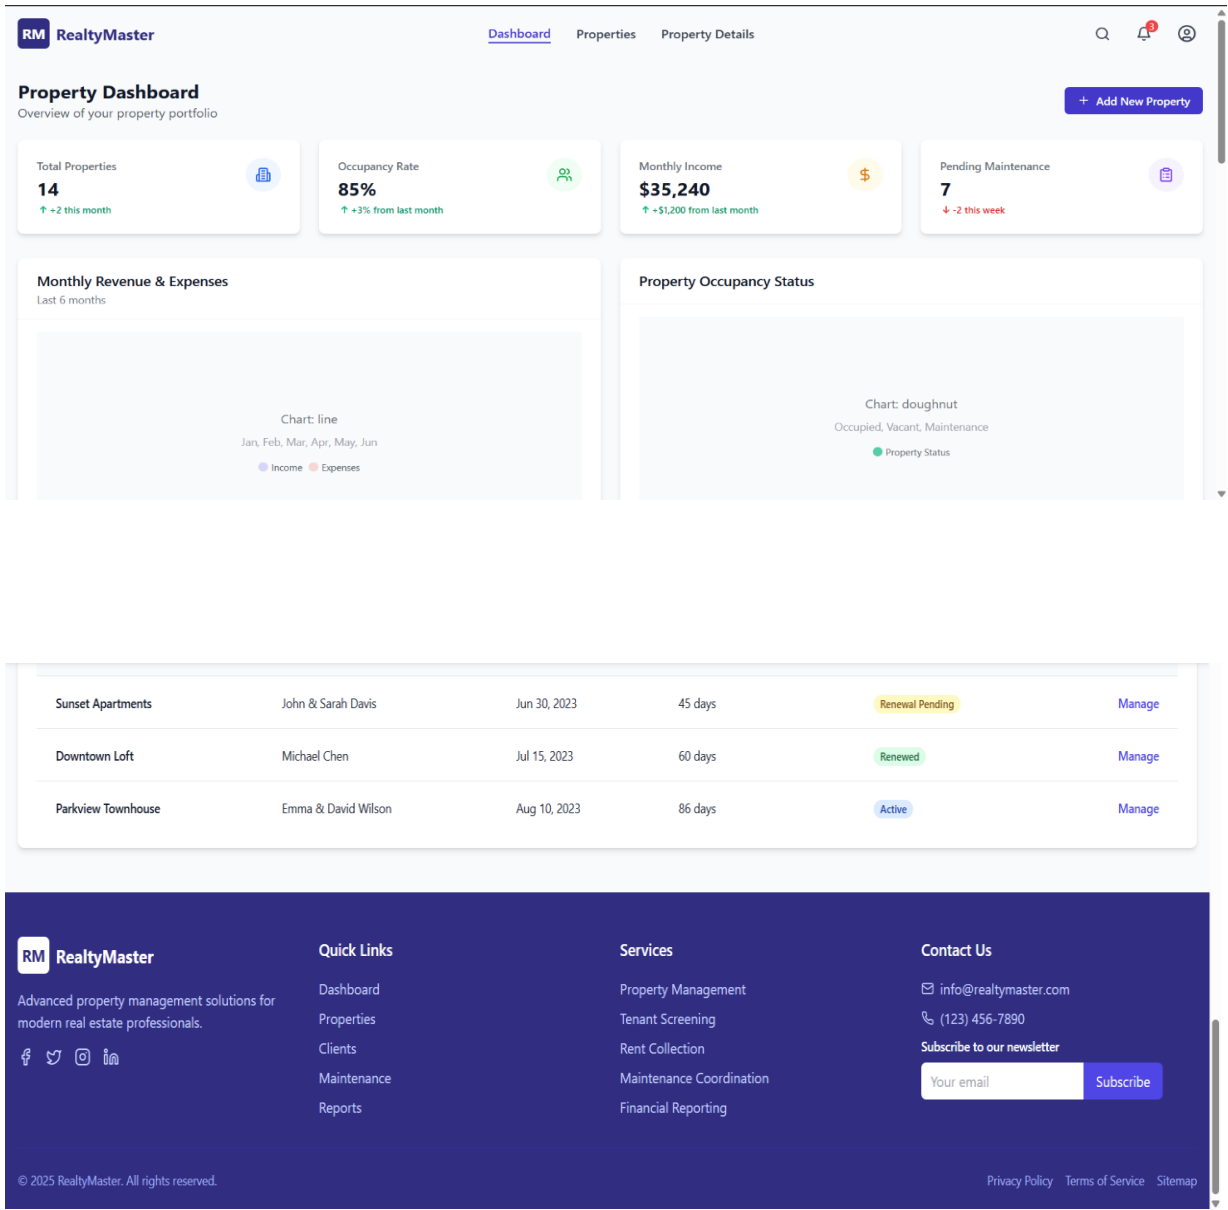 RM RealtyMaster
Dashboard Properties Property Details
3
Property Dashboard
Overview of your property portfolio
+ Add New Property
Total Properties
14
↑ +2 this month
Occupancy Rate
85%
↑ +3% from last month
Monthly Income
$35,240
↑ +$1,200 from last month
Pending Maintenance
7
↓ -2 this week
Monthly Revenue & Expenses
Last 6 months
Chart: line
Jan, Feb, Mar, Apr, May, Jun
Income Expenses
Property Occupancy Status
Chart: doughnut
Occupied, Vacant, Maintenance
Property Status
Sunset Apartments John & Sarah Davis Jun 30, 2023 45 days Renewal Pending Manage
Downtown Loft Michael Chen Jul 15, 2023 60 days Renewed Manage
Parkview Townhouse Emma & David Wilson Aug 10, 2023 86 days Active Manage
RM RealtyMaster
Advanced property management solutions for
modern real estate professionals.
Quick Links
Dashboard
Properties
Clients
Maintenance
Reports
Services
Property Management
Tenant Screening
Rent Collection
Maintenance Coordination
Financial Reporting
Contact Us
info@realtymaster.com
(123) 456-7890
Subscribe to our newsletter
Your email Subscribe
© 2025 RealtyMaster. All rights reserved.
Privacy Policy Terms of Service Sitemap